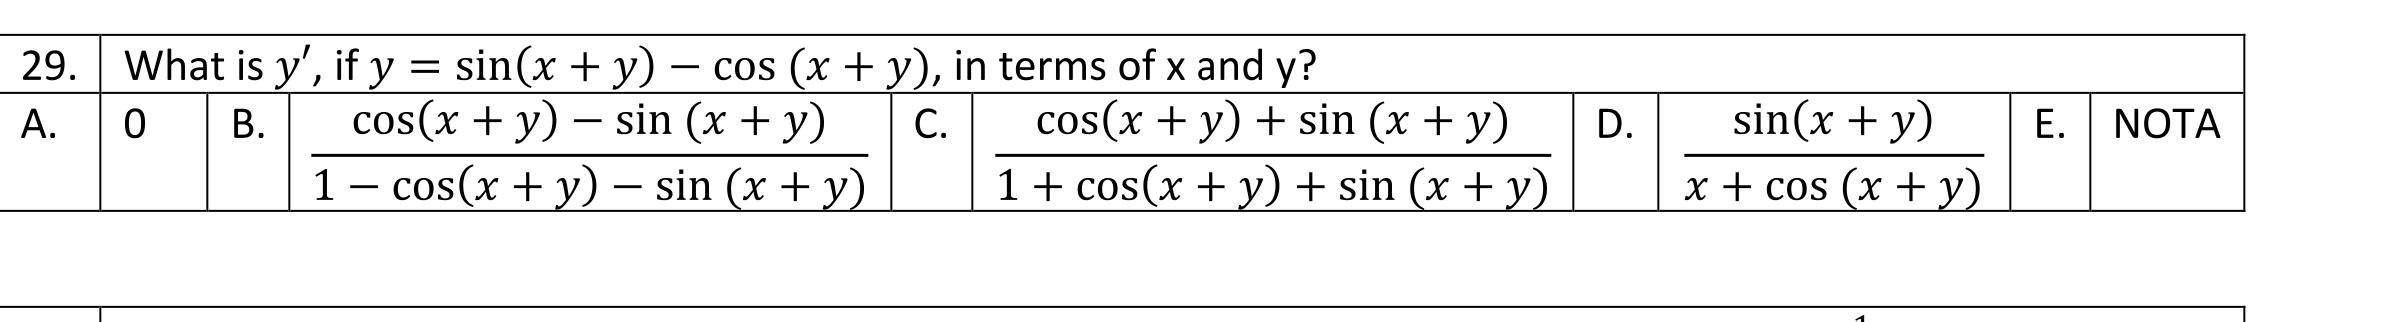 29. What is y′, if y = sin(x + y) − cos (x + y), in terms of x and y?
A. 0 B. cos(x + y) − sin (x + y) C. cos(x + y) + sin (x + y) D. sin(x + y) E. NOTA
1 − cos(x + y) − sin (x + y) 1 + cos(x + y) + sin (x + y) x + cos (x + y)